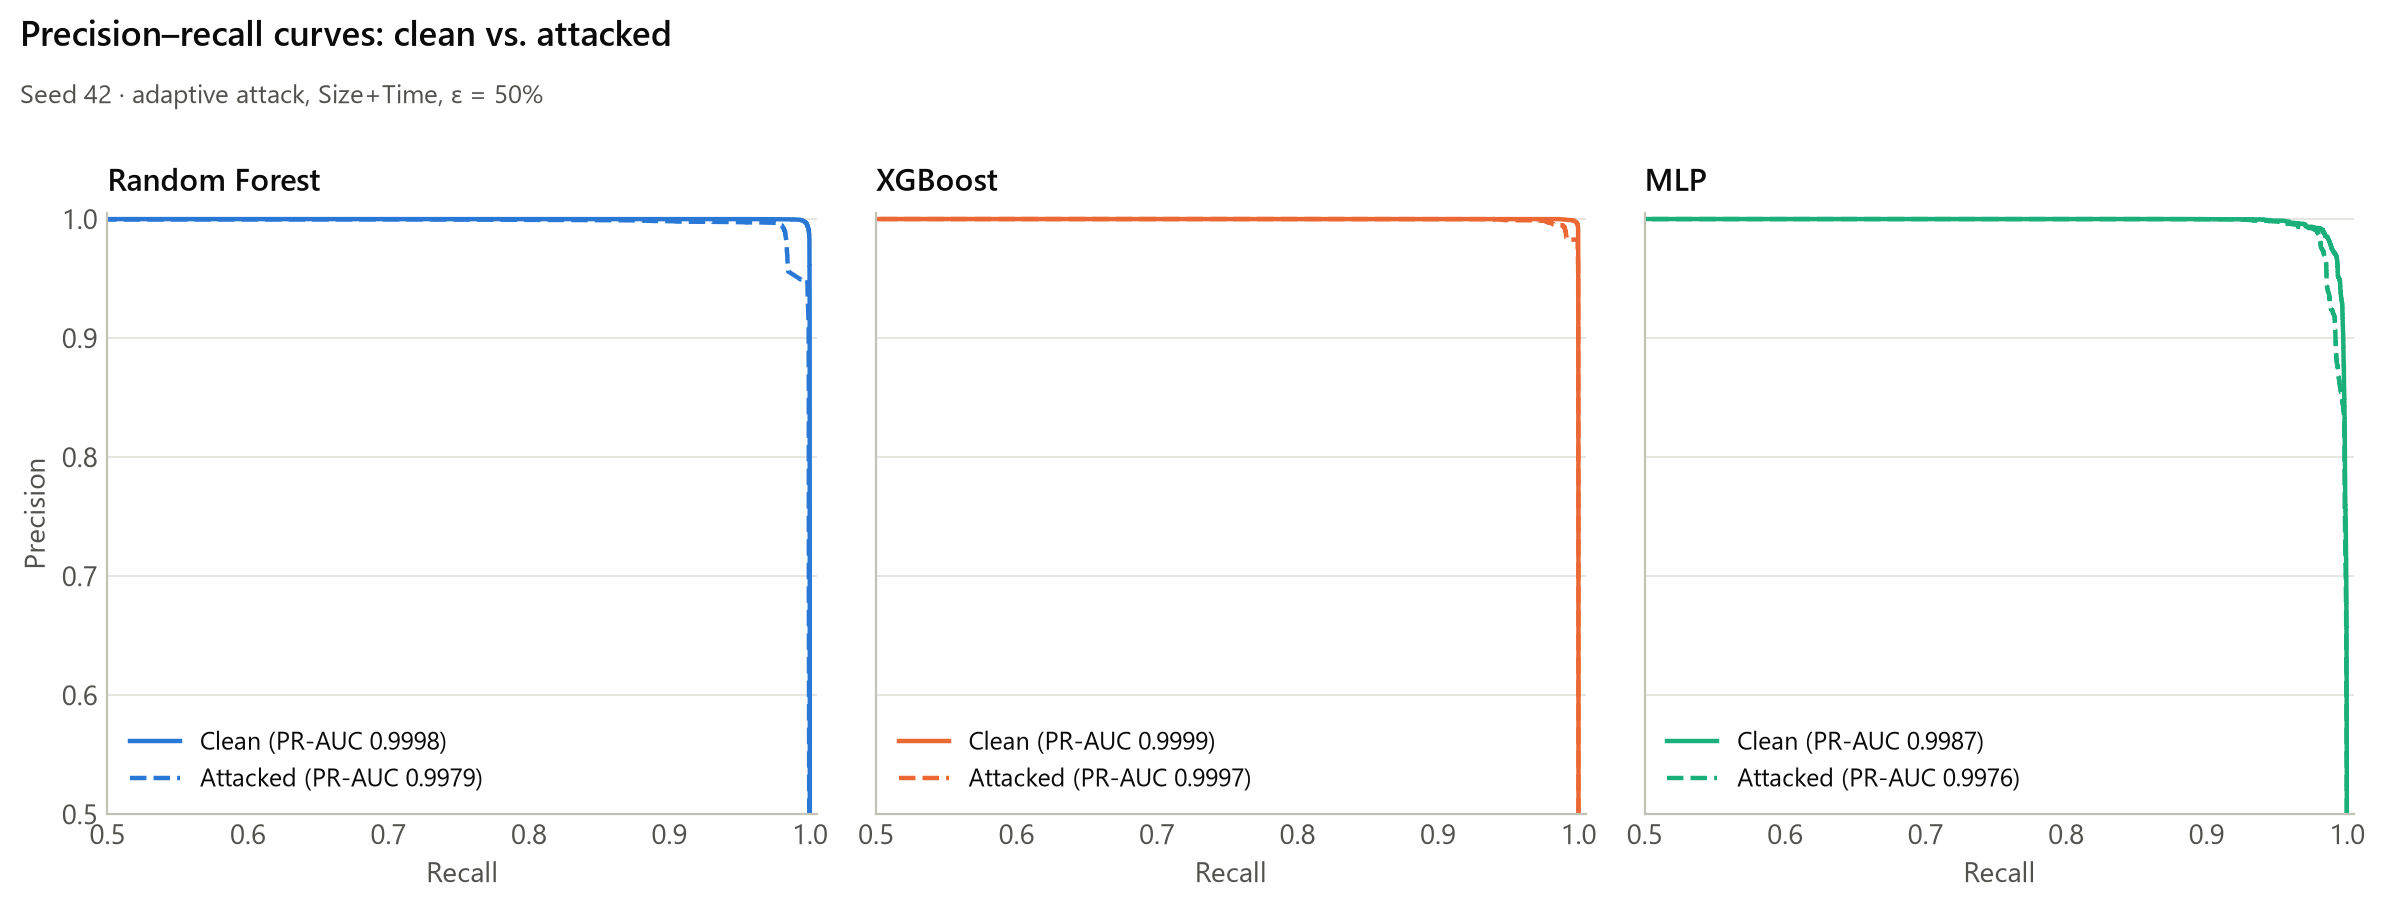 Precision–recall curves: clean vs. attacked
Seed 42 · adaptive attack, Size+Time, ε = 50%
Random Forest
XGBoost
MLP
1.0
0.9
0.8
0.7
0.6
0.5
Precision
Clean (PR-AUC 0.9998)
Attacked (PR-AUC 0.9979)
Clean (PR-AUC 0.9999)
Attacked (PR-AUC 0.9997)
Clean (PR-AUC 0.9987)
Attacked (PR-AUC 0.9976)
0.5 0.6 0.7 0.8 0.9 1.0
0.5 0.6 0.7 0.8 0.9 1.0
0.5 0.6 0.7 0.8 0.9 1.0
Recall
Recall
Recall